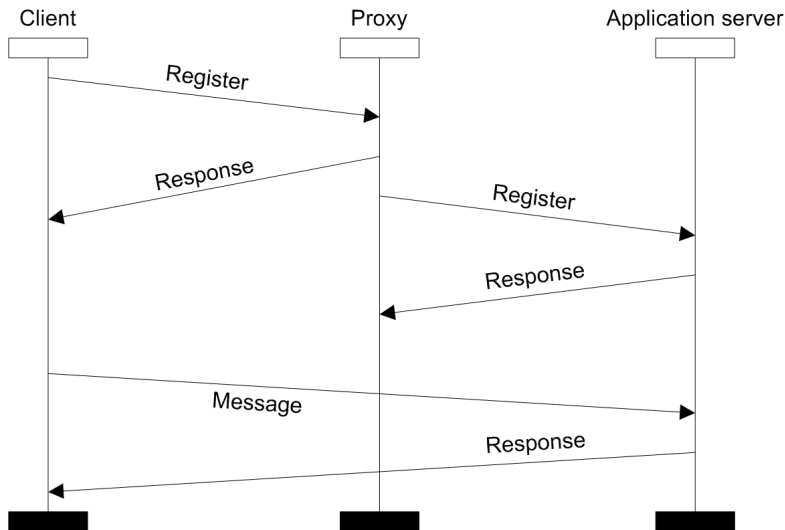 Client
Proxy
Application server
Register
Response
Register
Response
Message
Response